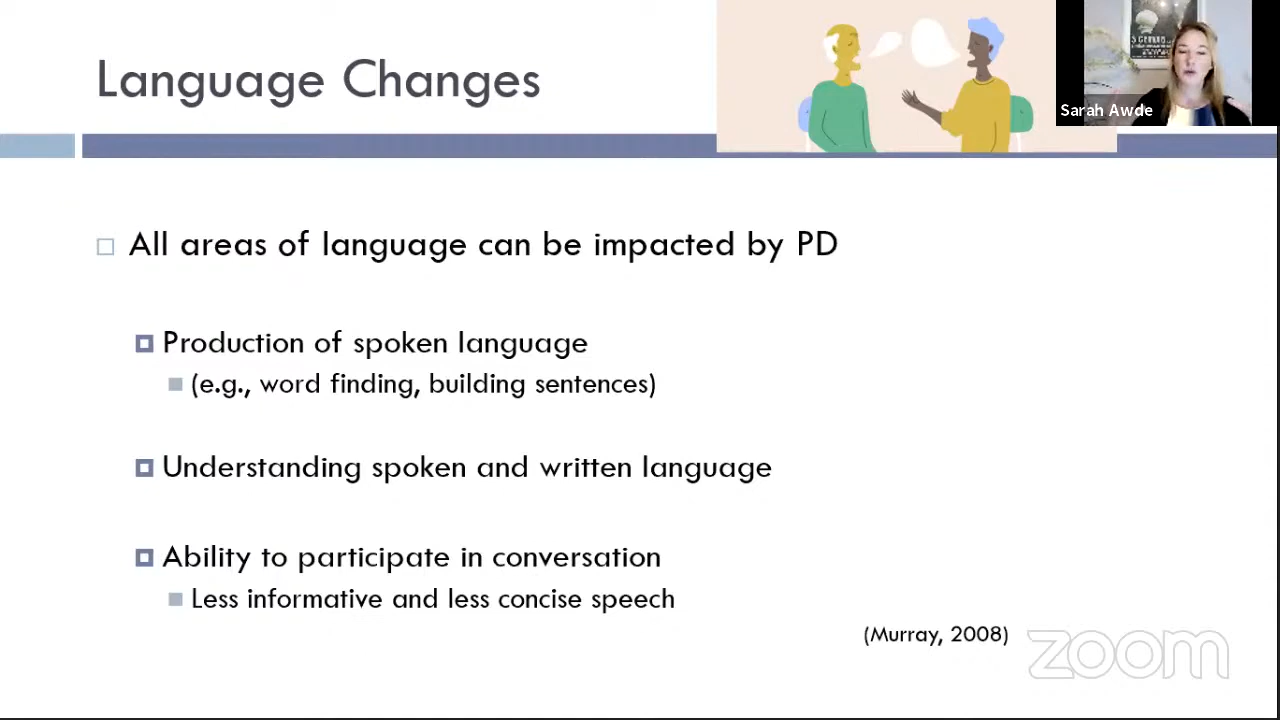 Language Changes
Sarah Awde
All areas of language can be impacted by PD
Production of spoken language
(e.g., word finding, building sentences)
Understanding spoken and written language
Ability to participate in conversation
Less informative and less concise speech
(Murray, 2008)
zoom